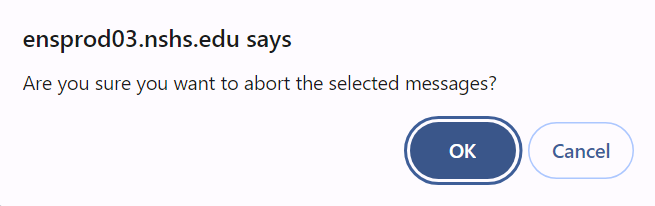 ensprod03.nshs.edu says
Are you sure you want to abort the selected messages?
OK Cancel